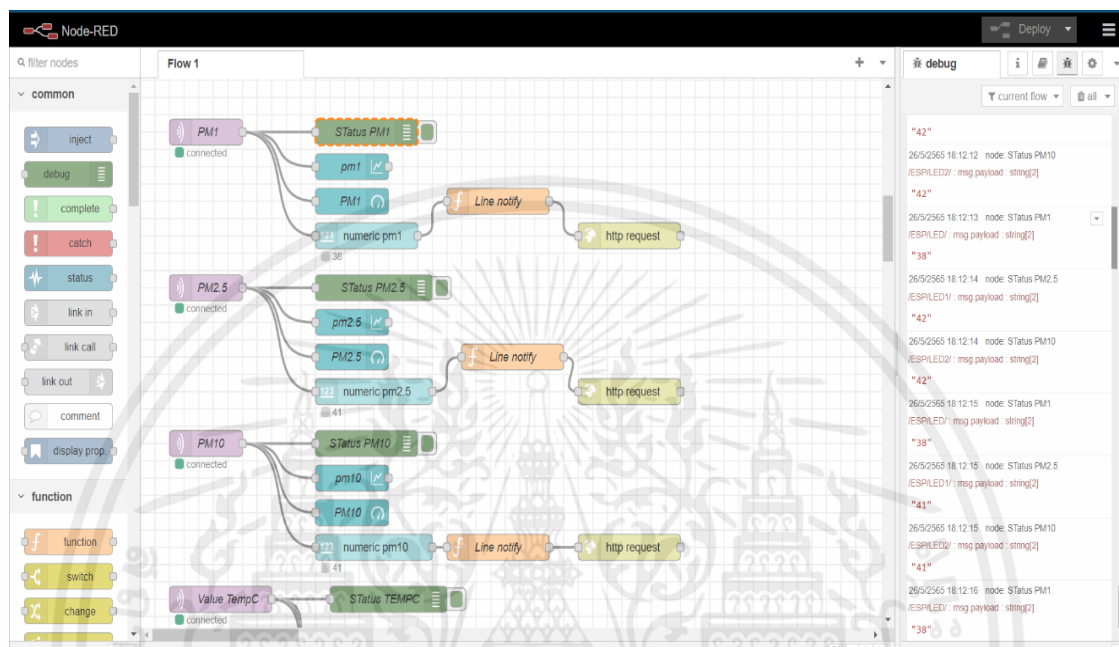 Node-RED
Deploy
filter nodes
common
inject
debug
complete
catch
status
link in
link call
link out
comment
display prop.
function
function
switch
change
Flow 1
PM1
connected
STatus PM1
pm1
PM1
numeric pm1
38
Line notify
http request
PM2.5
connected
STatus PM2.5
pm2.5
PM2.5
numeric pm2.5
41
Line notify
http request
PM10
connected
STatus PM10
pm10
PM10
numeric pm10
41
Line notify
http request
Value TempC
connected
STatus TEMPC
debug
current flow
all
"42"
26/5/2565 18:12:12 node: STatus PM10
/ESP/LED2/ : msg.payload : string[2]
"42"
26/5/2565 18:12:13 node: STatus PM1
/ESP/LED/ : msg.payload : string[2]
"38"
26/5/2565 18:12:14 node: STatus PM2.5
/ESP/LED1/ : msg.payload : string[2]
"42"
26/5/2565 18:12:14 node: STatus PM10
/ESP/LED2/ : msg.payload : string[2]
"42"
26/5/2565 18:12:15 node: STatus PM1
/ESP/LED/ : msg.payload : string[2]
"38"
26/5/2565 18:12:15 node: STatus PM2.5
/ESP/LED1/ : msg.payload : string[2]
"41"
26/5/2565 18:12:15 node: STatus PM10
/ESP/LED2/ : msg.payload : string[2]
"41"
26/5/2565 18:12:16 node: STatus PM1
/ESP/LED/ : msg.payload : string[2]
"38"